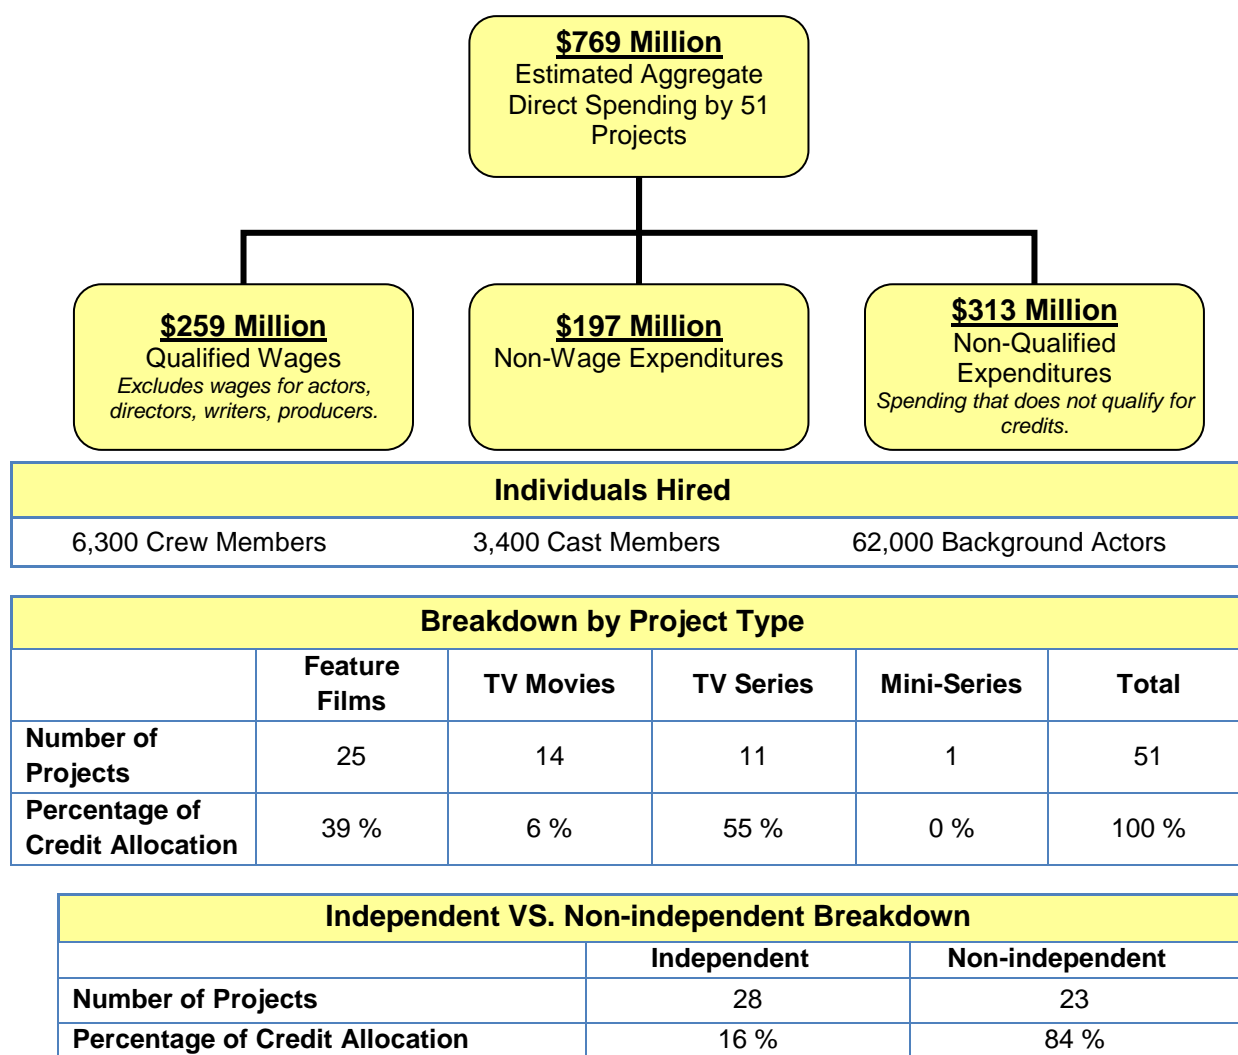 $769 Million
Estimated Aggregate
Direct Spending by 51
Projects
$259 Million
Qualified Wages
Excludes wages for actors,
directors, writers, producers.
$197 Million
Non-Wage Expenditures
$313 Million
Non-Qualified
Expenditures
Spending that does not qualify for
credits.
Individuals Hired
6,300 Crew Members 3,400 Cast Members 62,000 Background Actors
Breakdown by Project Type
Feature
Films TV Movies TV Series Mini-Series Total
Number of
Projects 25 14 11 1 51
Percentage of
Credit Allocation 39 % 6 % 55 % 0 % 100 %
Independent VS. Non-independent Breakdown
Independent Non-independent
Number of Projects 28 23
Percentage of Credit Allocation 16 % 84 %